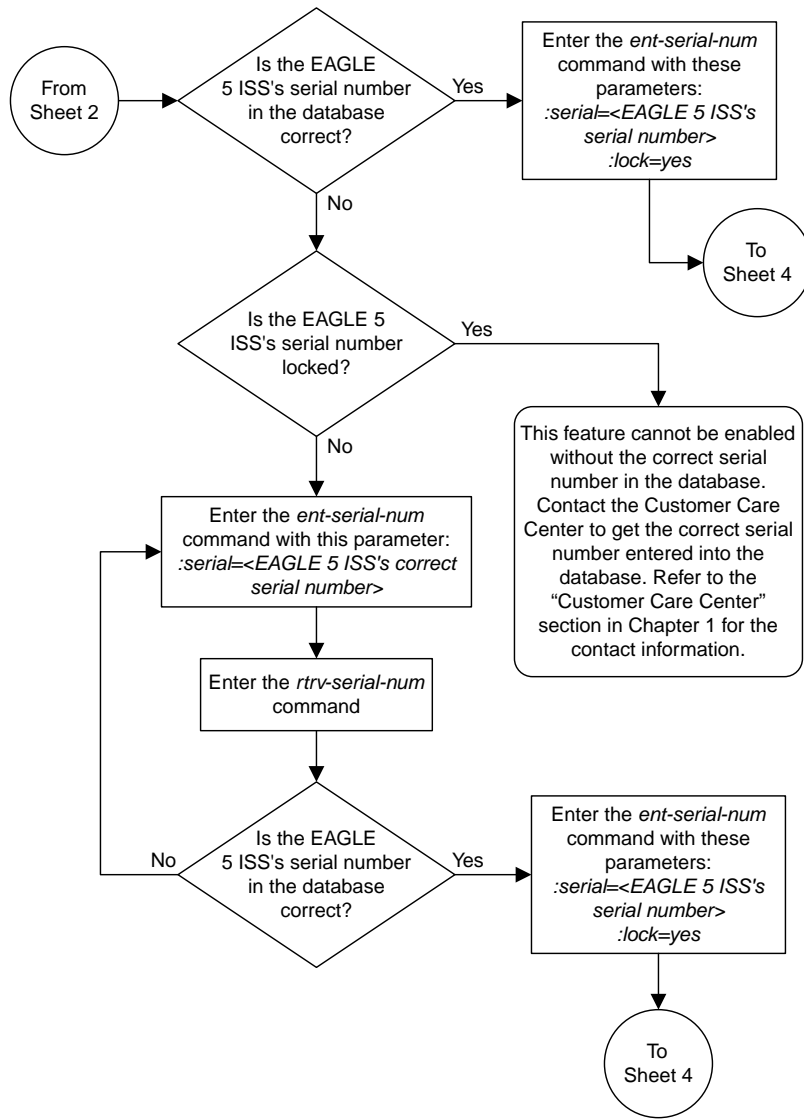 From
Sheet 2
Is the EAGLE
5 ISS's serial number
in the database
correct?
Yes
Enter the ent-serial-num
command with these
parameters:
:serial=<EAGLE 5 ISS's
serial number>
:lock=yes
No
To
Sheet 4
Is the EAGLE 5
ISS's serial number
locked?
Yes
No
This feature cannot be enabled
without the correct serial
number in the database.
Contact the Customer Care
Center to get the correct serial
number entered into the
database. Refer to the
“Customer Care Center”
section in Chapter 1 for the
contact information.
Enter the ent-serial-num
command with this parameter:
:serial=<EAGLE 5 ISS's correct
serial number>
Enter the rtrv-serial-num
command
Is the EAGLE
5 ISS's serial number
in the database
correct?
No
Yes
Enter the ent-serial-num
command with these
parameters:
:serial=<EAGLE 5 ISS's
serial number>
:lock=yes
To
Sheet 4